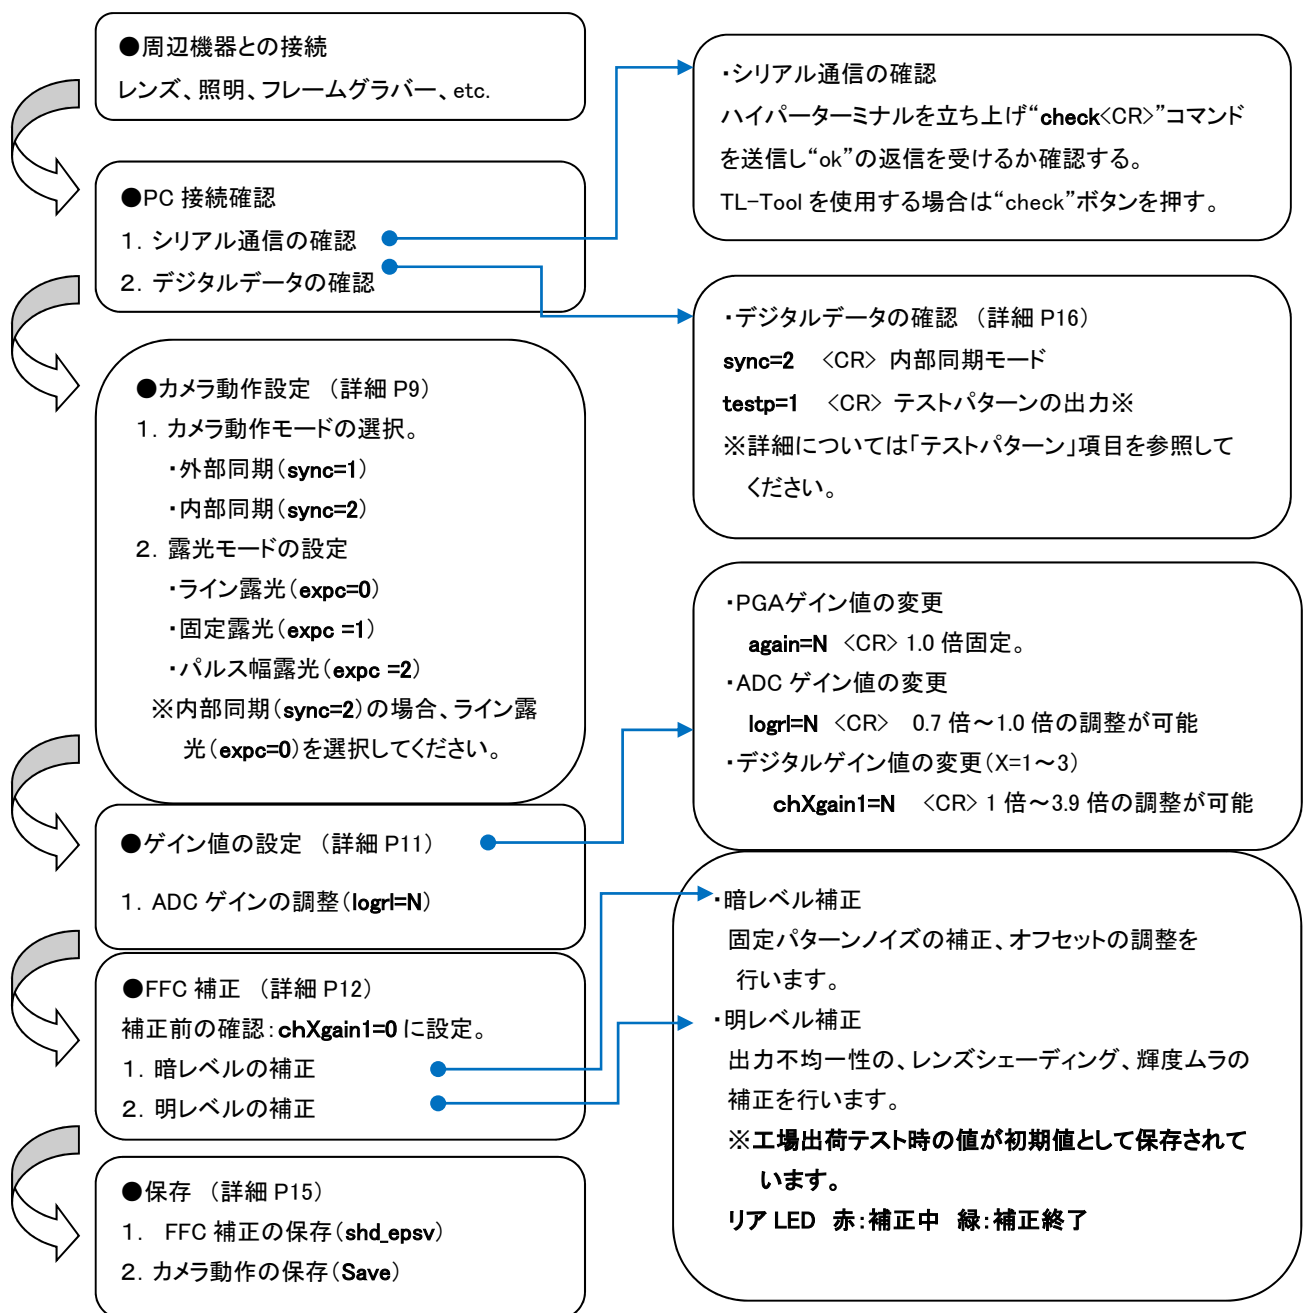 ●周辺機器との接続
レンズ、照明、フレームグラバー、etc.
●PC 接続確認
1. シリアル通信の確認
2. デジタルデータの確認
●カメラ動作設定 （詳細 P9）
1. カメラ動作モードの選択。
・外部同期（sync=1）
・内部同期（sync=2）
2. 露光モードの設定
・ライン露光（expc=0）
・固定露光（expc =1）
・パルス幅露光（expc =2）
※内部同期（sync=2）の場合、ライン露
光（expc=0）を選択してください。
●ゲイン値の設定 （詳細 P11）
1. ADC ゲインの調整（logrl=N）
●FFC 補正 （詳細 P12）
補正前の確認：chXgain1=0 に設定。
1. 暗レベルの補正
2. 明レベルの補正
●保存 （詳細 P15）
1. FFC 補正の保存（shd_epsv）
2. カメラ動作の保存（Save）
・シリアル通信の確認
ハイパーターミナルを立ち上げ“check<CR>”コマンド
を送信し“ok”の返信を受けるか確認する。
TL-Tool を使用する場合は“check”ボタンを押す。
・デジタルデータの確認 （詳細 P16）
sync=2 <CR> 内部同期モード
testp=1 <CR> テストパターンの出力※
※詳細については「テストパターン」項目を参照して
ください。
・PGAゲイン値の変更
again=N <CR> 1.0 倍固定。
・ADC ゲイン値の変更
logrl=N <CR> 0.7 倍～1.0 倍の調整が可能
・デジタルゲイン値の変更（X=1～3）
chXgain1=N <CR> 1 倍～3.9 倍の調整が可能
・暗レベル補正
固定パターンノイズの補正、オフセットの調整を
行います。
・明レベル補正
出力不均一性の、レンズシェーディング、輝度ムラの
補正を行います。
※工場出荷テスト時の値が初期値として保存されて
います。
リア LED 赤：補正中 緑：補正終了